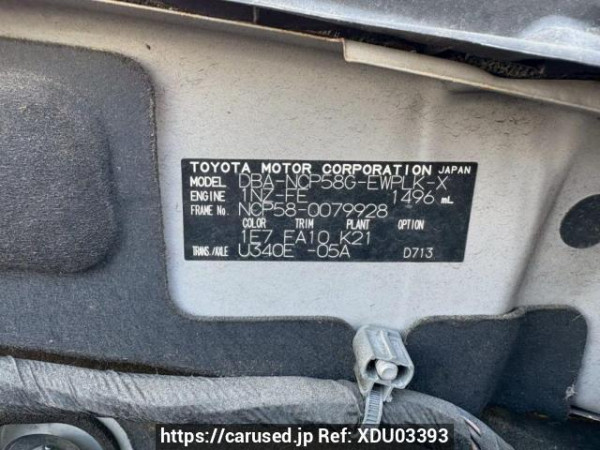 TOYOTA MOTOR CORPORATION JAPAN
MODEL DBA-NCP58G-EWPLK-X
ENGINE 1NZ-FE 1496 mL
FRAME No. NCP58-0079928
COLOR TRIM PLANT
1E7 FA10 K21
TRANS./AXLE U340E -05A D713
https://carused.jp Ref: XDU03393